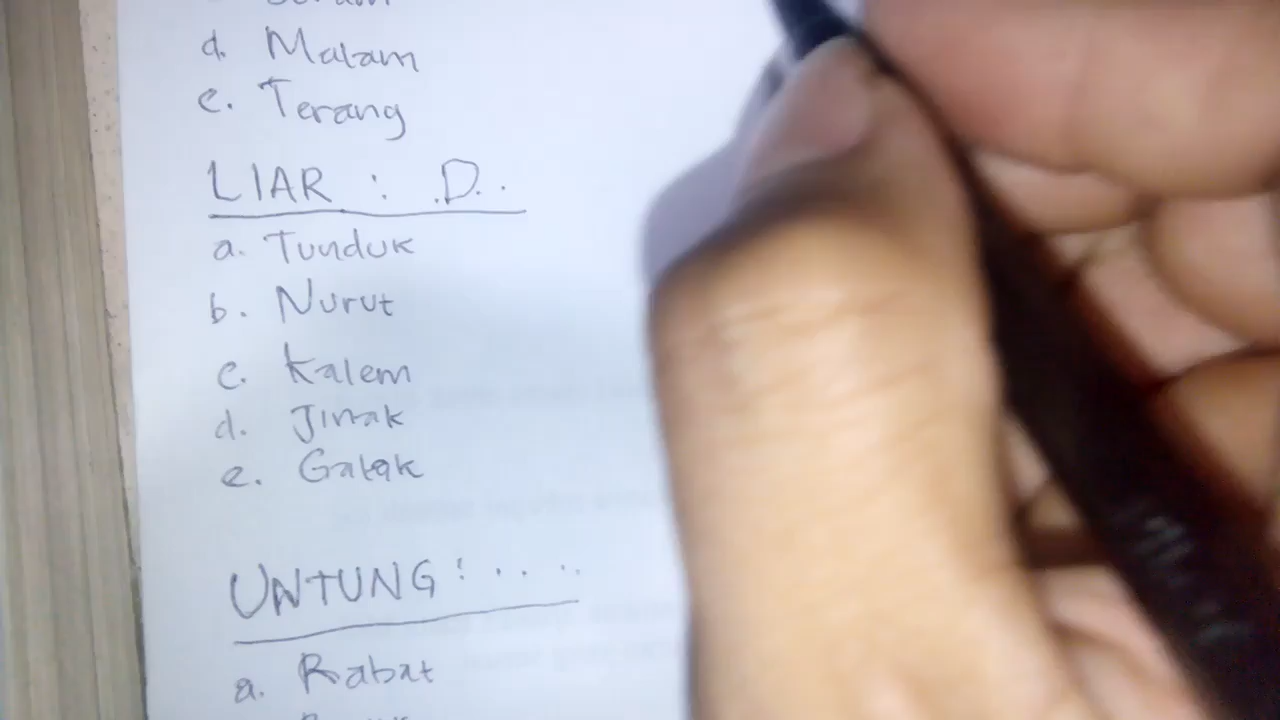 d. Malam
e. Terang
LIAR : .D..
a. Tunduk
b. Nurut
c. Kalem
d. Jinak
e. Galak
UNTUNG : .. ..
a. Rabat